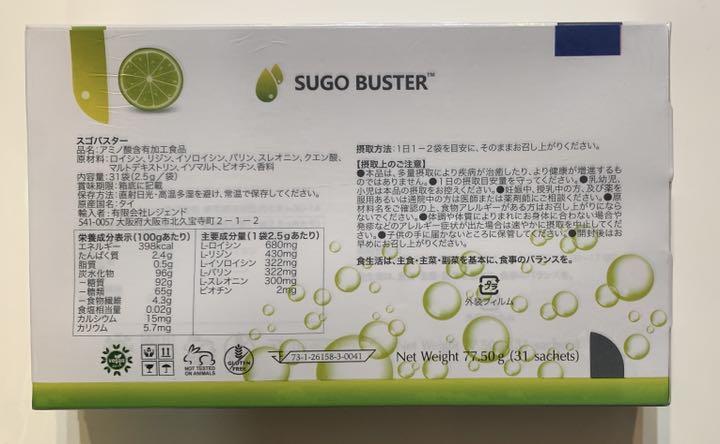 SUGO BUSTER™
スゴバスター
品名:アミノ酸含有加工食品
原材料:ロイシン、リジン、イソロイシン、バリン、スレオニン、クエン酸、
マルトデキストリン、イソマルト、ビオチン、香料
内容量:31袋(2.5g/袋)
賞味期限:箱底に記載
保存方法:直射日光・高温多湿を避け、常温で保存してください。
原産国名:タイ
輸入者:有限会社レジェンド
541-0057 大阪府大阪市北久宝寺町2-1-2
栄養成分表示(100gあたり)
エネルギー 398kcal
たんぱく質 2.4g
脂質 0.5g
炭水化物 96g
ー糖質 92g
ー糖類 65g
ー食物繊維 4.3g
食塩相当量 0.02g
カルシウム 15mg
カリウム 5.7mg
主要成分量(1袋2.5gあたり)
L-ロイシン 680mg
L-リジン 430mg
L-イソロイシン 322mg
L-バリン 322mg
L-スレオニン 300mg
ビオチン 2mg
摂取方法:1日1-2袋を目安に、そのままお召し上がりください。
【摂取上のご注意】
●本品は、多量摂取により疾病が治癒したり、より健康が増進するも
のではありません。●1日の摂取目安量を守ってください。●乳幼児、
小児は本品の摂取をお控えください。●妊娠中、授乳中の方、及び薬を
服用あるいは通院中の方は医師または薬剤師にご相談ください。●原
材料名をご確認の上、食物アレルギーがある方はお召し上がりになら
ないでください。●体調や体質によりまれにお身体に合わない場合や
発疹などのアレルギー症状が出た場合は速やかに摂取を中止してくだ
さい。●子供の手に届かないところに保管してください。●開封後はお
早めにお召し上がりください。
食生活は、主食・主菜・副菜を基本に、食事のバランスを。
プラ
外装フィルム
vegan
NOT TESTED
ON ANIMALS
GLUTEN
FREE
73-1-26158-3-0041
Net Weight 77.50 g (31 sachets)